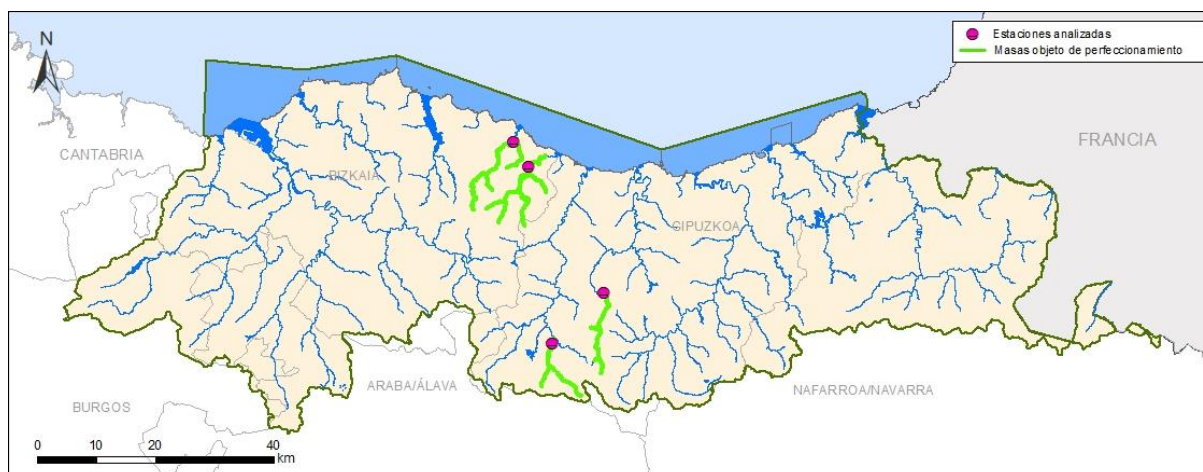 N
Estaciones analizadas
Masas objeto de perfeccionamiento
FRANCIA
CANTABRIA
BIZKAIA
GIPUZKOA
ARABA/ÁLAVA
NAFARROA/NAVARRA
BURGOS
0 10 20 40
km